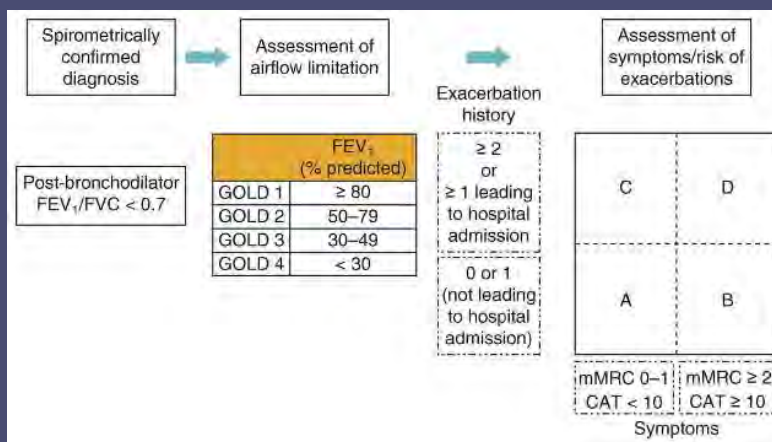 Spirometrically
confirmed
diagnosis
Assessment of
airflow limitation
Assessment of
symptoms/risk of
exacerbations
Post-bronchodilator
FEV₁/FVC < 0.7
FEV₁
(% predicted)
GOLD 1 ≥ 80
GOLD 2 50–79
GOLD 3 30–49
GOLD 4 < 30
Exacerbation
history
≥ 2
or
≥ 1 leading
to hospital
admission
0 or 1
(not leading
to hospital
admission)
C D
A B
mMRC 0–1 mMRC ≥ 2
CAT < 10 CAT ≥ 10
Symptoms